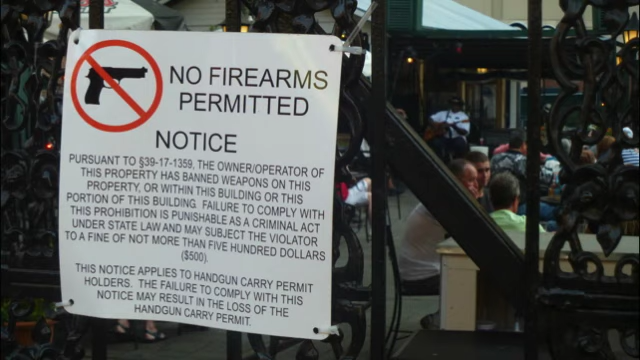 NO FIREARMS
PERMITTED
NOTICE
PURSUANT TO §39-17-1359, THE OWNER/OPERATOR OF
THIS PROPERTY HAS BANNED WEAPONS ON THIS
PROPERTY, OR WITHIN THIS BUILDING OR THIS
PORTION OF THIS BUILDING. FAILURE TO COMPLY WITH
THIS PROHIBITION IS PUNISHABLE AS A CRIMINAL ACT
UNDER STATE LAW AND MAY SUBJECT THE VIOLATOR
TO A FINE OF NOT MORE THAN FIVE HUNDRED DOLLARS
($500).
THIS NOTICE APPLIES TO HANDGUN CARRY PERMIT
HOLDERS. THE FAILURE TO COMPLY WITH THIS
NOTICE MAY RESULT IN THE LOSS OF THE
HANDGUN CARRY PERMIT.